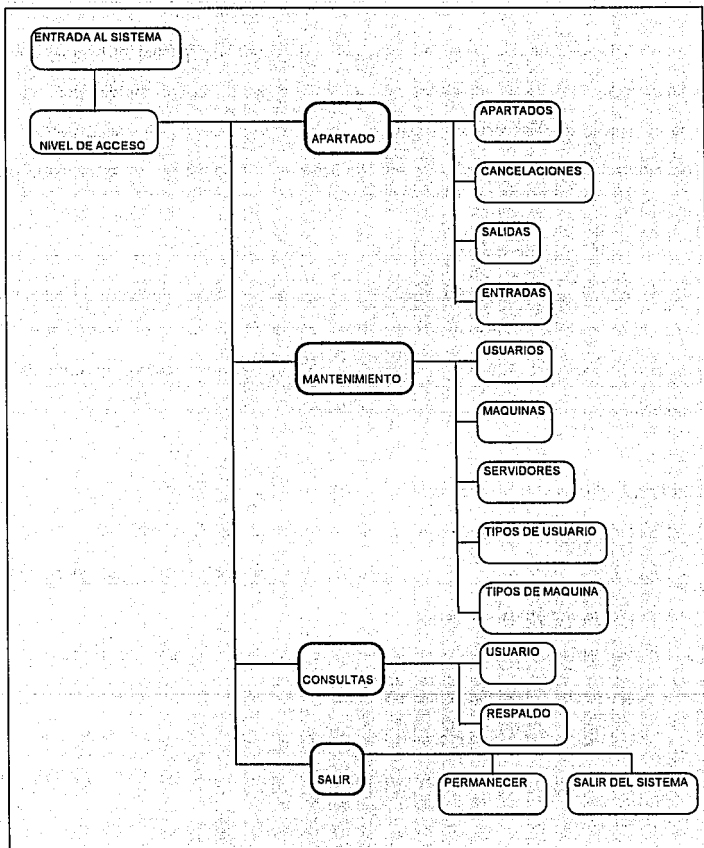 ENTRADA AL SISTEMA
NIVEL DE ACCESO
APARTADO
APARTADOS
CANCELACIONES
SALIDAS
ENTRADAS
MANTENIMIENTO
USUARIOS
MAQUINAS
SERVIDORES
TIPOS DE USUARIO
TIPOS DE MAQUINA
CONSULTAS
USUARIO
RESPALDO
SALIR
PERMANECER
SALIR DEL SISTEMA